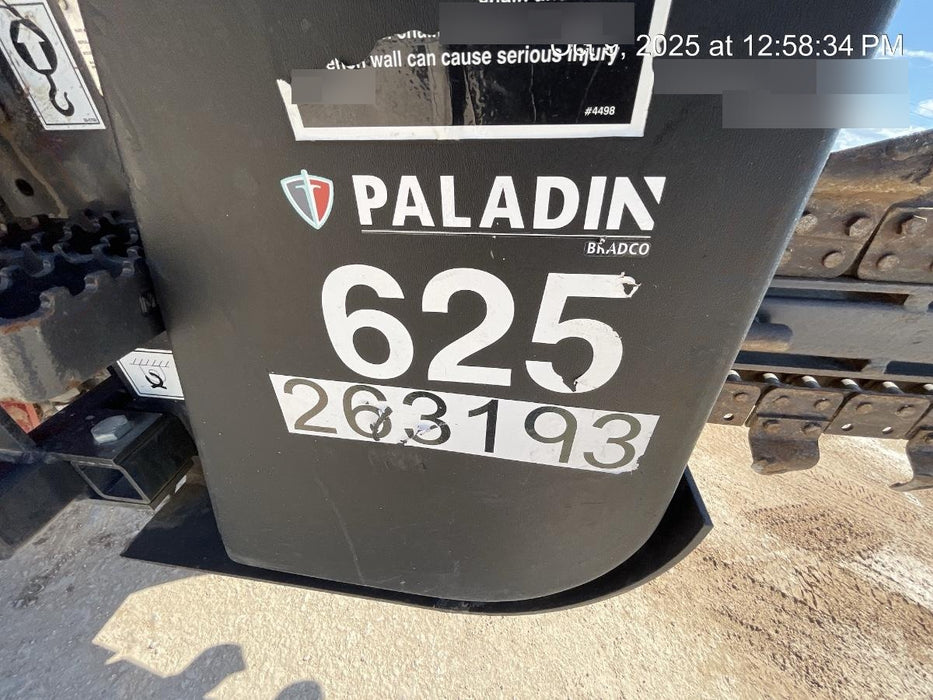 2025 at 12:58:34 PM
wall can cause serious injury
#4498
PALADIN
BRADCO
625
263193